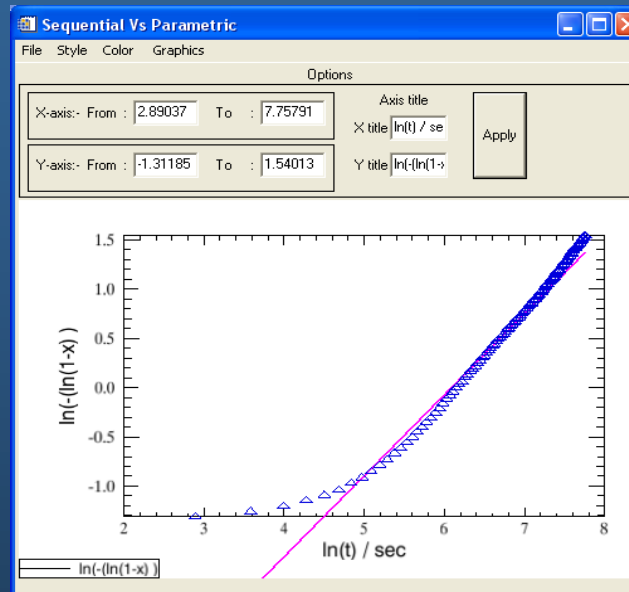 Sequential Vs Parametric
File Style Color Graphics
Options
X-axis:- From : 2.89037 To : 7.75791
Axis title
X title ln(t) / se
Apply
Y-axis:- From : -1.31185 To : 1.54013
Y title ln(-(ln(1-x
1.5
1.0
0.5
0.0
-0.5
-1.0
ln(-(ln(1-x) )
2 3 4 5 6 7 8
ln(t) / sec
ln(-(ln(1-x) )